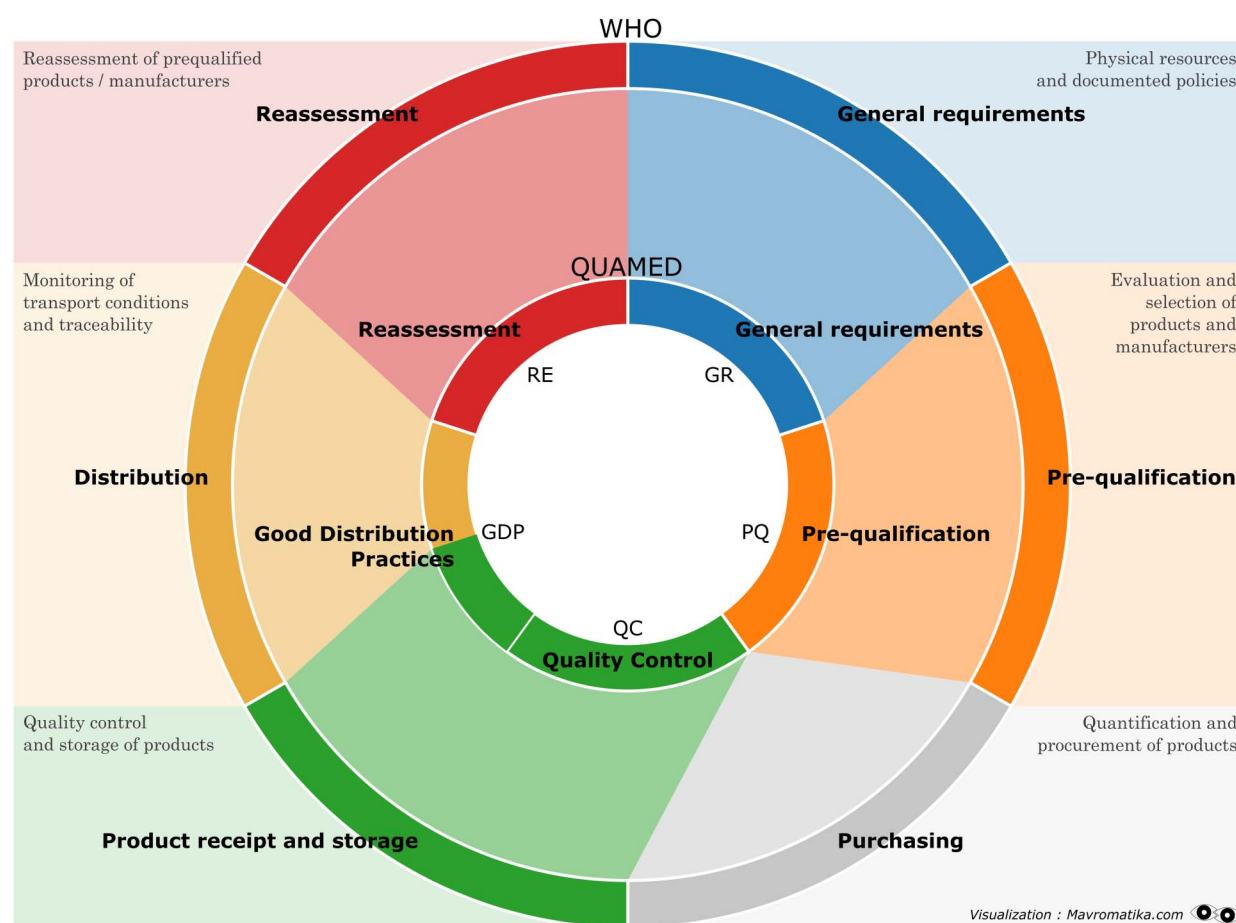 WHO
Reassessment of prequalified
products / manufacturers
Physical resources
and documented policies
Reassessment
General requirements
QUAMED
Monitoring of
transport conditions
and traceability
Evaluation and
selection of
products and
manufacturers
Reassessment
General requirements
RE
GR
Distribution
Pre-qualification
Good Distribution
Practices
GDP
PQ
Pre-qualification
QC
Quality Control
Quality control
and storage of products
Quantification and
procurement of products
Product receipt and storage
Purchasing
Visualization : Mavromatika.com